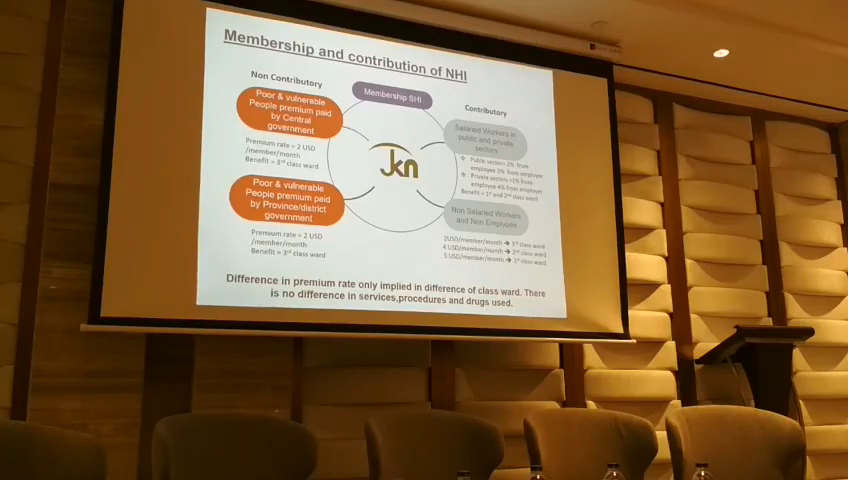 Membership and contribution of NHI
Non Contributory
Poor & vulnerable
People premium paid
by Central
government
Premium rate = 2 USD
/member/month
Benefit = 3rd class ward
Poor & vulnerable
People premium paid
by Province/district
government
Premium rate = 2 USD
/member/month
Benefit = 3rd class ward
Membership SHI
jkn
Contributory
Salaried Workers in
public and private
sectors
Public sector= 2% from
employee 3% from employer
Private sector= 1% from
employee 4% from employer
Benefit = 1st and 2nd class ward
Non Salaried Workers
and Non Employees
2USD/member/month → 3rd class ward
4 USD/member/month → 2nd class ward
5 USD/member/month → 1st class ward
Difference in premium rate only implied in difference of class ward. There
is no difference in services,procedures and drugs used.